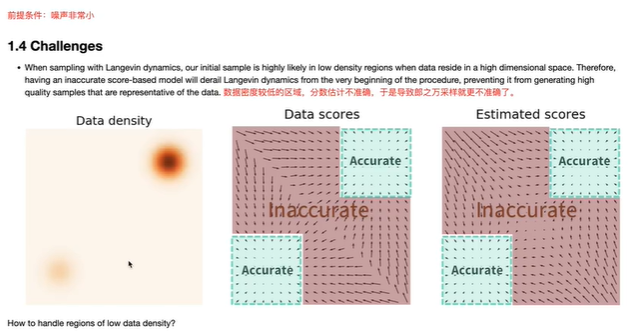 前提条件：噪声非常小
1.4 Challenges
• When sampling with Langevin dynamics, our initial sample is highly likely in low density regions when data reside in a high dimensional space. Therefore,
having an inaccurate score-based model will derail Langevin dynamics from the very beginning of the procedure, preventing it from generating high
quality samples that are representative of the data. 数据密度较低的区域，分数估计不准确，于是导致郎之万采样就更不准确了。
Data density
Data scores
Estimated scores
Accurate
Accurate
Inaccurate
Inaccurate
Accurate
Accurate
How to handle regions of low data density?